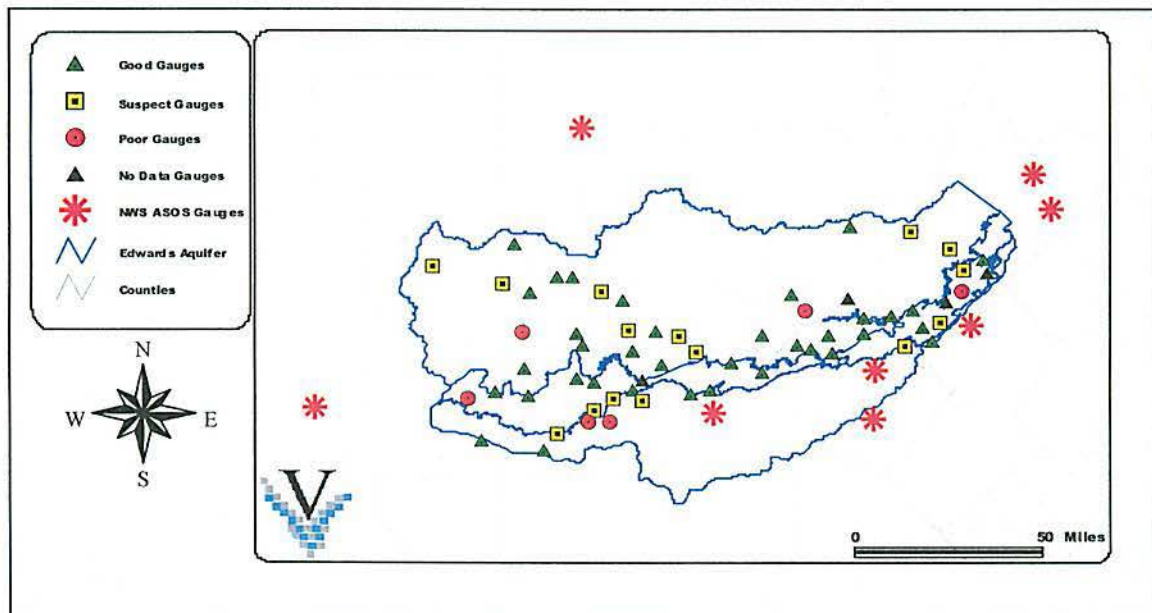 Good Gauges
Suspect Gauges
Poor Gauges
No Data Gauges
NWS ASOS Gauges
Edwards Aquifer
Counties
N
W E
S
V
0 50 Miles